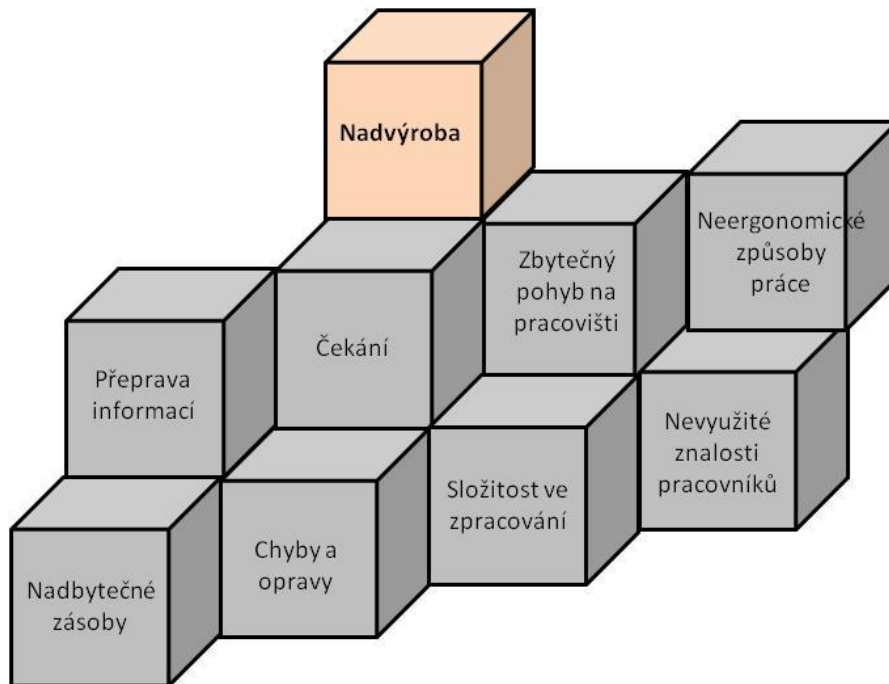 Nadvýroba
Neergonomické
způsoby
práce
Zbytečný
pohyb na
pracovišti
Čekání
Přeprava
informací
Nevyužité
znalosti
pracovníků
Složitost ve
zpracování
Chyby a
opravy
Nadbytečné
zásoby